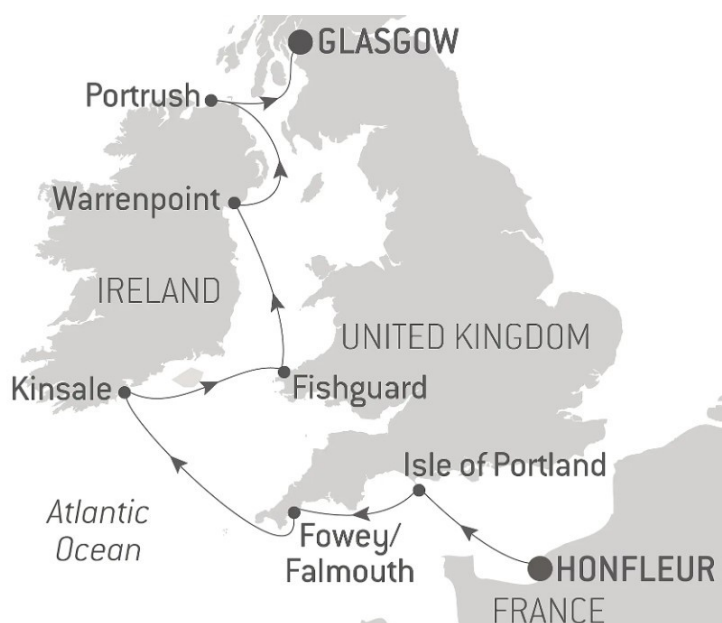 GLASGOW
Portrush
Warrenpoint
IRELAND
UNITED KINGDOM
Kinsale
Fishguard
Isle of Portland
Atlantic
Ocean
Fowey/
Falmouth
HONFLEUR
FRANCE